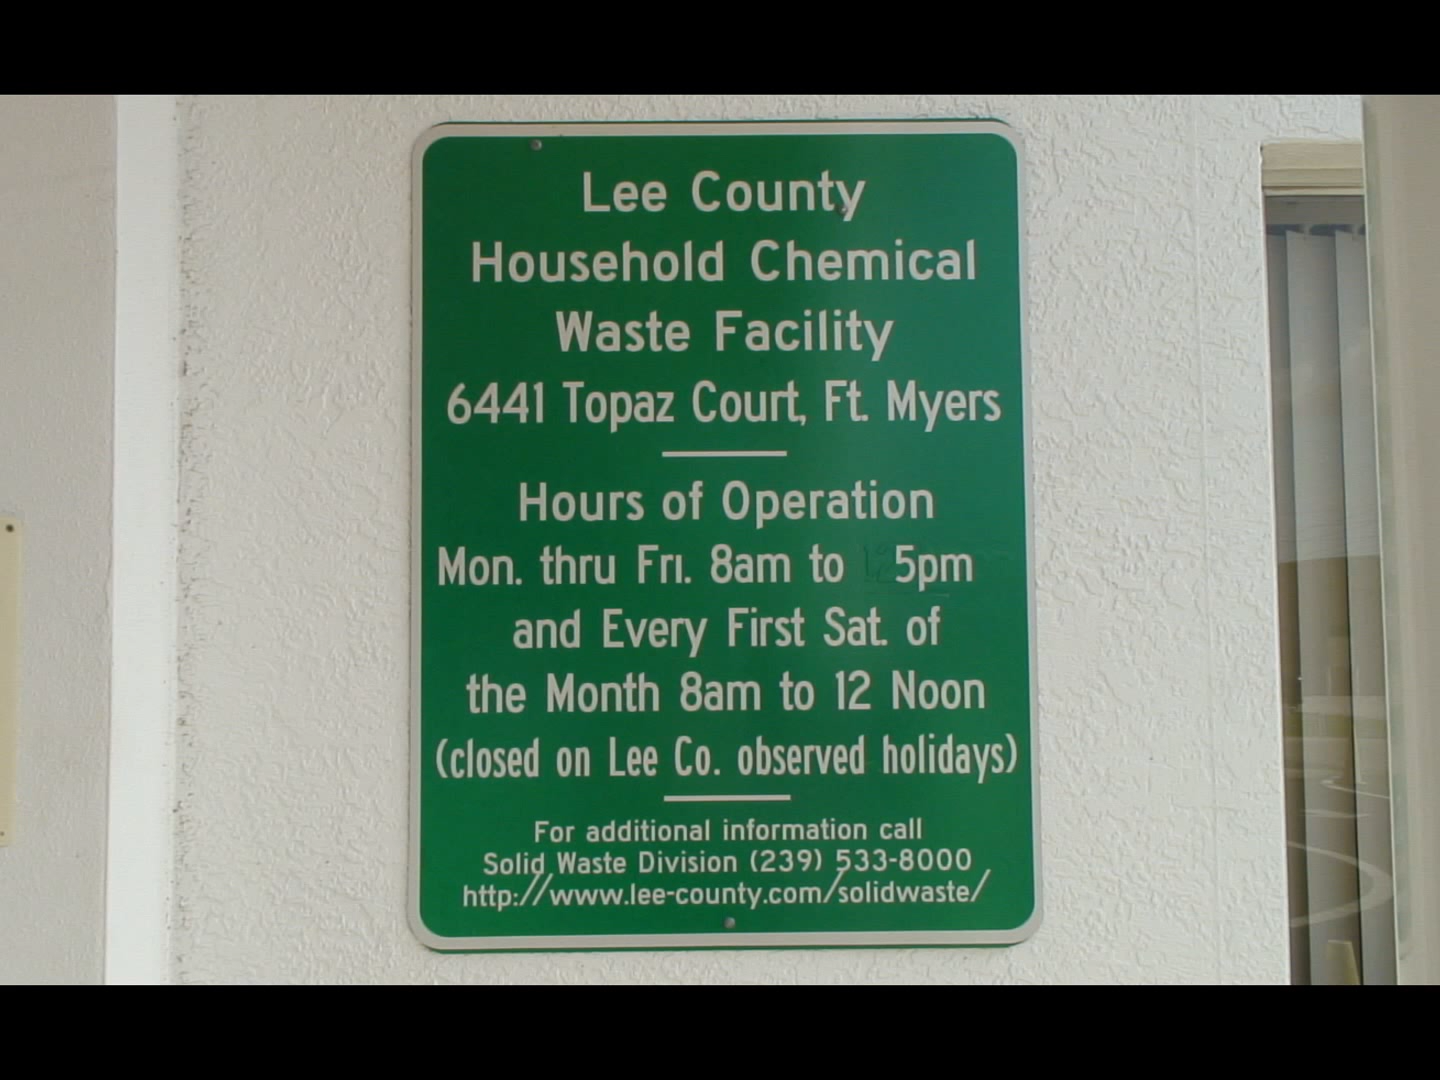 Lee County
Household Chemical
Waste Facility
6441 Topaz Court, Ft. Myers
Hours of Operation
Mon. thru Fri. 8am to 5pm
and Every First Sat. of
the Month 8am to 12 Noon
(closed on Lee Co. observed holidays)
For additional information call
Solid Waste Division (239) 533-8000
http://www.lee-county.com/solidwaste/